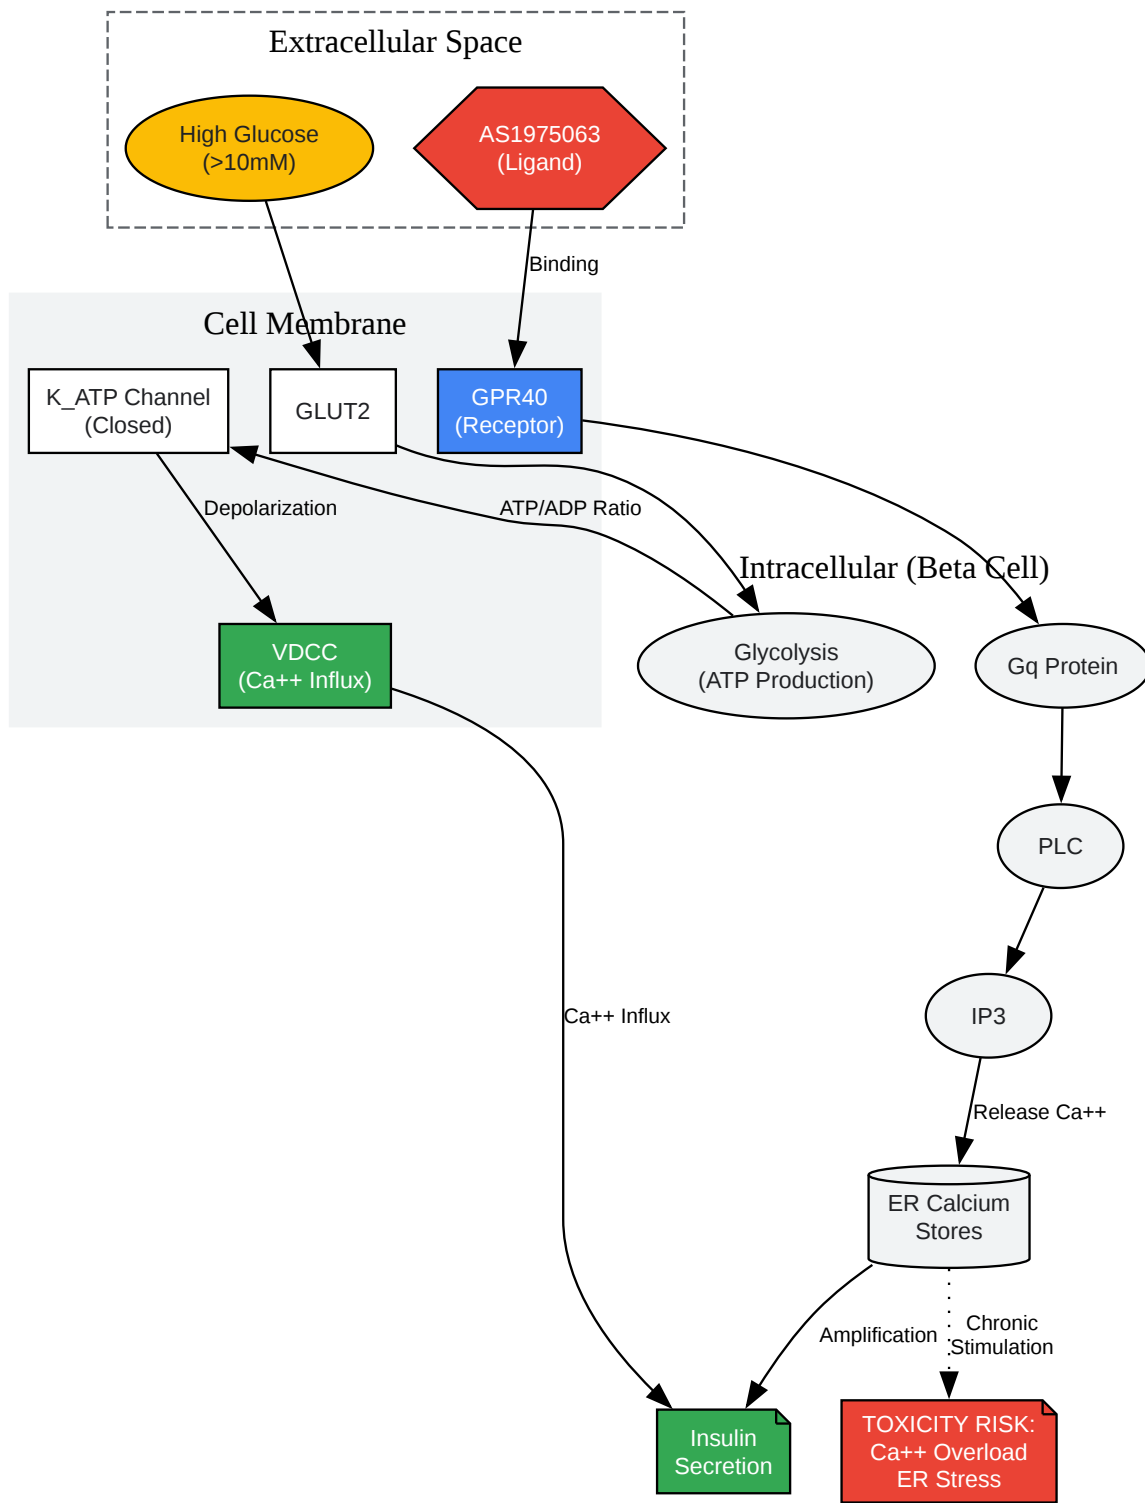 Extracellular Space
High Glucose
(>10mM)
AS1975063
(Ligand)
Binding
Cell Membrane
K_ATP Channel
(Closed)
GLUT2
GPR40
(Receptor)
Depolarization
ATP/ADP Ratio
Intracellular (Beta Cell)
VDCC
(Ca++ Influx)
Glycolysis
(ATP Production)
Gq Protein
PLC
IP3
Ca++ Influx
Release Ca++
ER Calcium
Stores
Amplification
Chronic
Stimulation
Insulin
Secretion
TOXICITY RISK:
Ca++ Overload
ER Stress